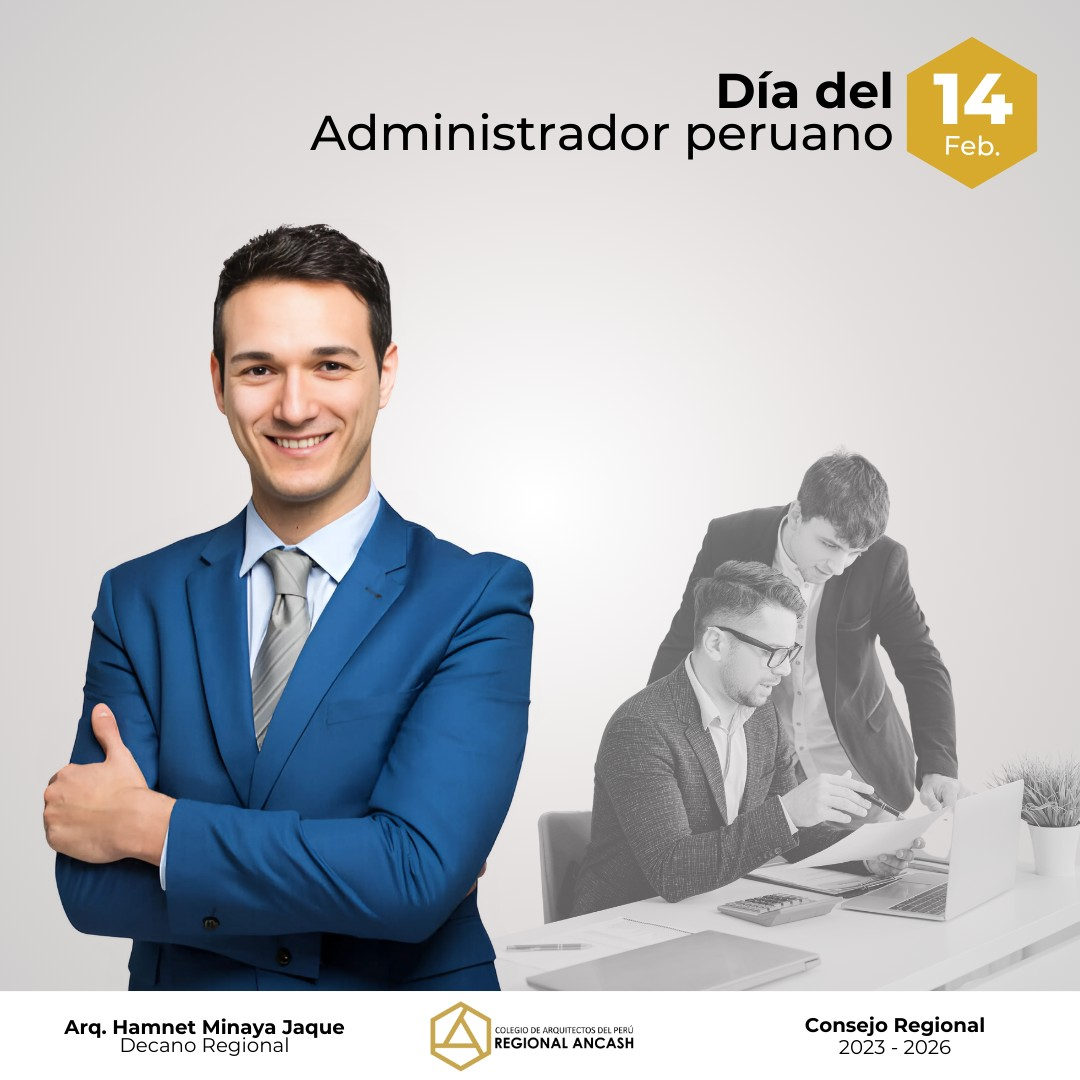 Día del
Administrador peruano
14
Feb.
Arq. Hamnet Minaya Jaque
Decano Regional
COLEGIO DE ARQUITECTOS DEL PERÚ
REGIONAL ANCASH
Consejo Regional
2023 - 2026